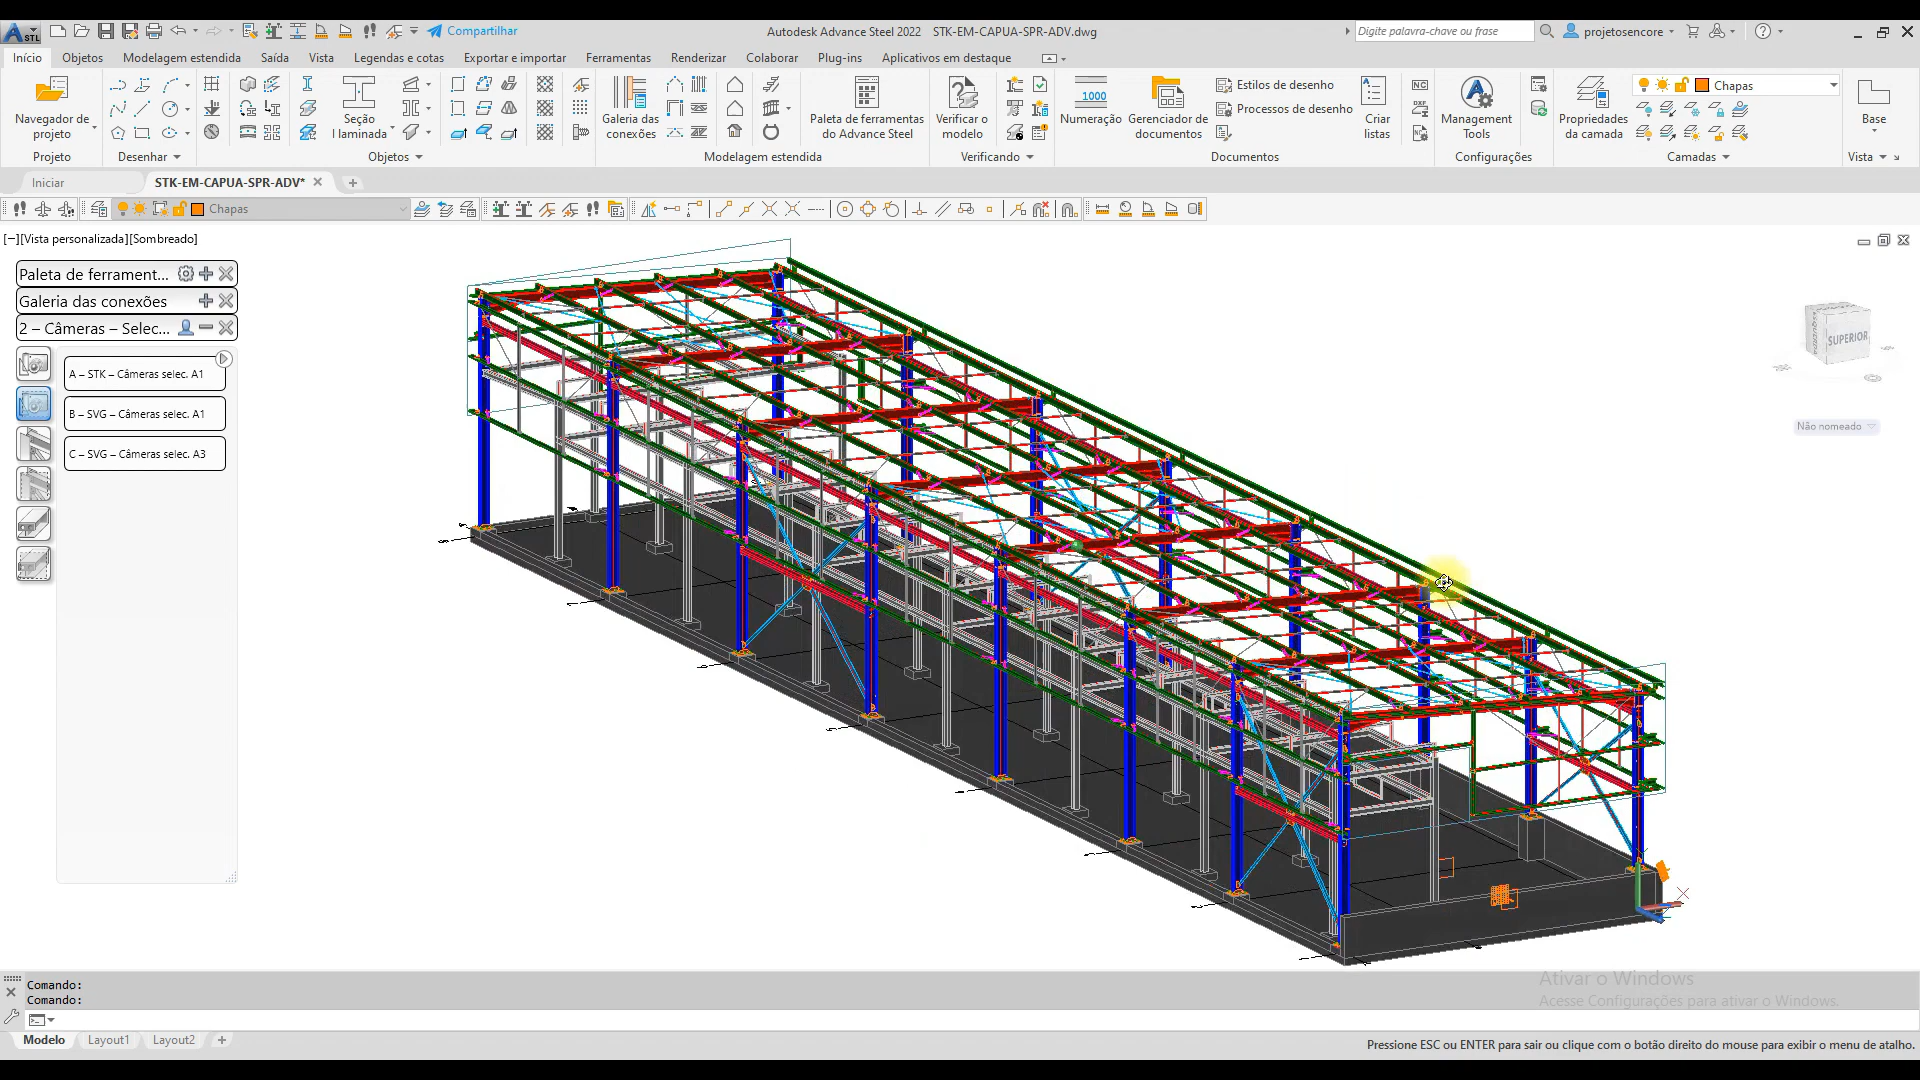 STL
Compartilhar
Autodesk Advance Steel 2022 STK-EM-CAPUA-SPR-ADV.dwg
Digite palavra-chave ou frase
projetosencore
Início Objetos Modelagem estendida Saída Vista Legendas e cotas Exportar e importar Ferramentas Renderizar Colaborar Plug-ins Aplicativos em destaque
Navegador de projeto
Seção I laminada
Galeria das conexões
Paleta de ferramentas do Advance Steel
Verificar o modelo
1000
Numeração
Gerenciador de documentos
Estilos de desenho
Processos de desenho
Criar listas
NC
DXF
Management Tools
Propriedades da camada
Chapas
Base
Projeto Desenhar Objetos Modelagem estendida Verificando Documentos Configurações Camadas Vista
Iniciar
STK-EM-CAPUA-SPR-ADV*
Chapas
[−][Vista personalizada][Sombreado]
Paleta de ferrament...
Galeria das conexões
2 – Câmeras – Selec...
A – STK – Câmeras selec. A1
B – SVG – Câmeras selec. A1
C – SVG – Câmeras selec. A3
SUPERIOR
Não nomeado
Ativar o Windows
Acesse Configurações para ativar o Windows.
Comando:
Comando:
Modelo Layout1 Layout2
Pressione ESC ou ENTER para sair ou clique com o botão direito do mouse para exibir o menu de atalho.